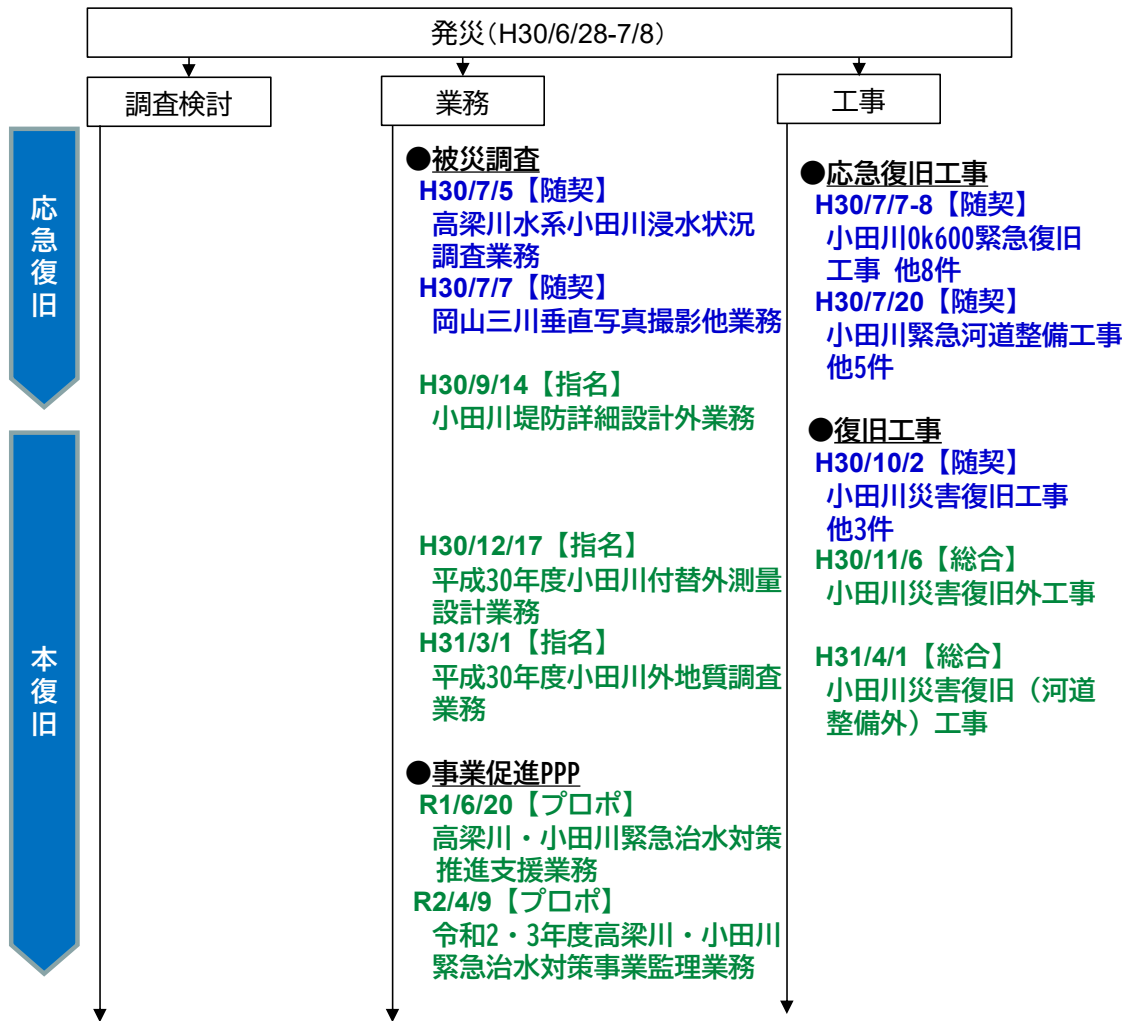 発災(H30/6/28-7/8)
調査検討
業務
工事
応急復旧
本復旧
●被災調査
H30/7/5【随契】
高梁川水系小田川浸水状況
調査業務
H30/7/7【随契】
岡山三川垂直写真撮影他業務
H30/9/14【指名】
小田川堤防詳細設計外業務
H30/12/17【指名】
平成30年度小田川付替外測量
設計業務
H31/3/1【指名】
平成30年度小田川外地質調査
業務
●事業促進PPP
R1/6/20【プロポ】
高梁川・小田川緊急治水対策
推進支援業務
R2/4/9【プロポ】
令和2・3年度高梁川・小田川
緊急治水対策事業監理業務
●応急復旧工事
H30/7/7-8【随契】
小田川0k600緊急復旧
工事 他8件
H30/7/20【随契】
小田川緊急河道整備工事
他5件
●復旧工事
H30/10/2【随契】
小田川災害復旧工事
他3件
H30/11/6【総合】
小田川災害復旧外工事
H31/4/1【総合】
小田川災害復旧（河道
整備外）工事